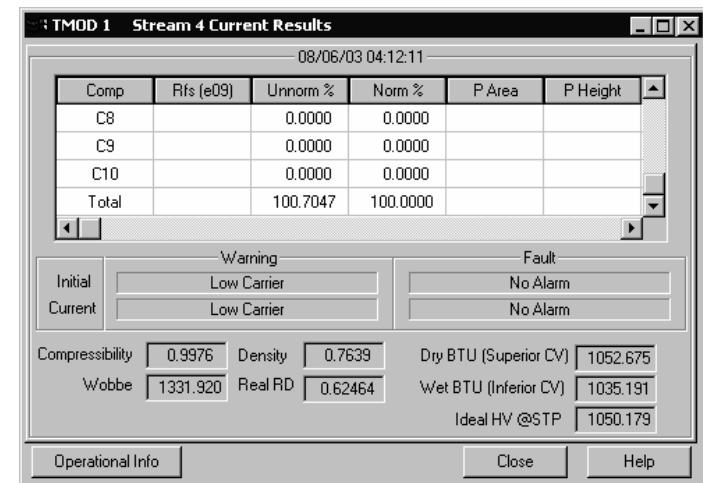 TMOD 1 Stream 4 Current Results
08/06/03 04:12:11
Comp Rfs (e09) Unnorm % Norm % P Area P Height
C8 0.0000 0.0000
C9 0.0000 0.0000
C10 0.0000 0.0000
Total 100.7047 100.0000
Warning Fault
Initial Low Carrier No Alarm
Current Low Carrier No Alarm
Compressibility 0.9976 Density 0.7639 Dry BTU (Superior CV) 1052.675
Wobbe 1331.920 Real RD 0.62464 Wet BTU (Inferior CV) 1035.191
Ideal HV @STP 1050.179
Operational Info Close Help